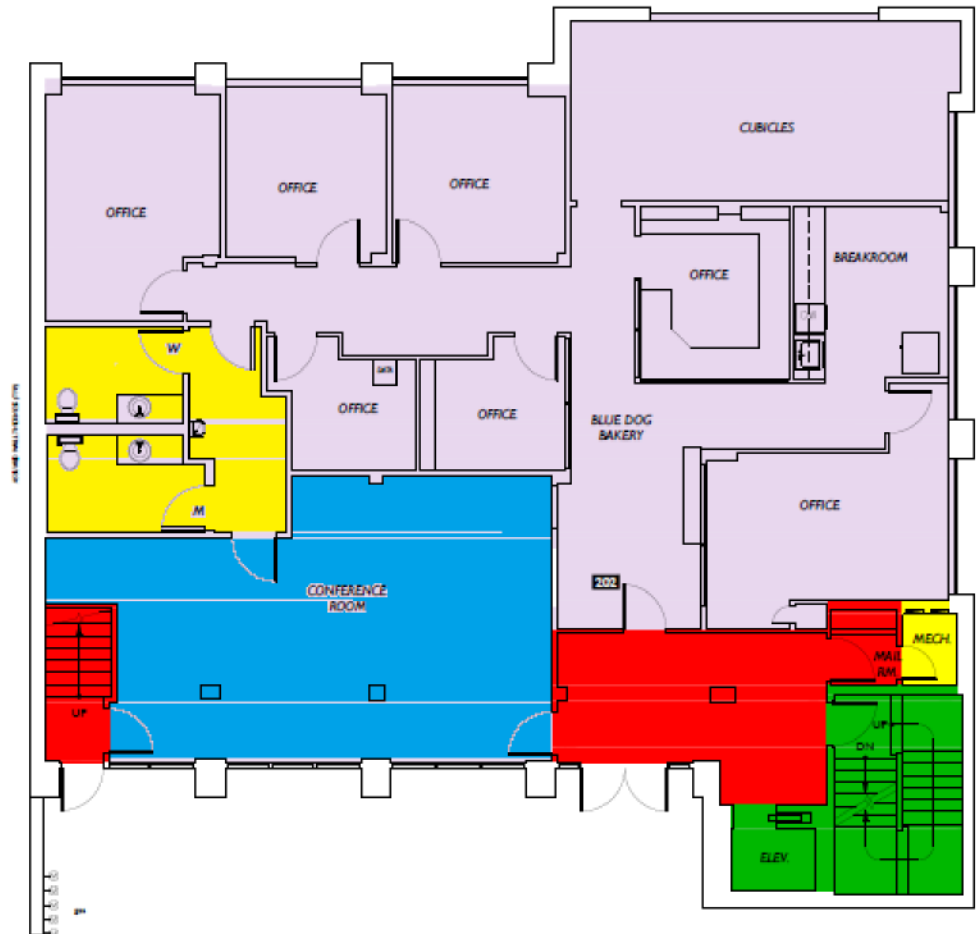 CUBICLES
OFFICE
OFFICE
OFFICE
OFFICE
BREAKROOM
W
DATA
OFFICE
OFFICE
BLUE DOG
BAKERY
OFFICE
M
202
CONFERENCE
ROOM
MECH.
MAIL
RM
UP
UP
DN
ELEV.